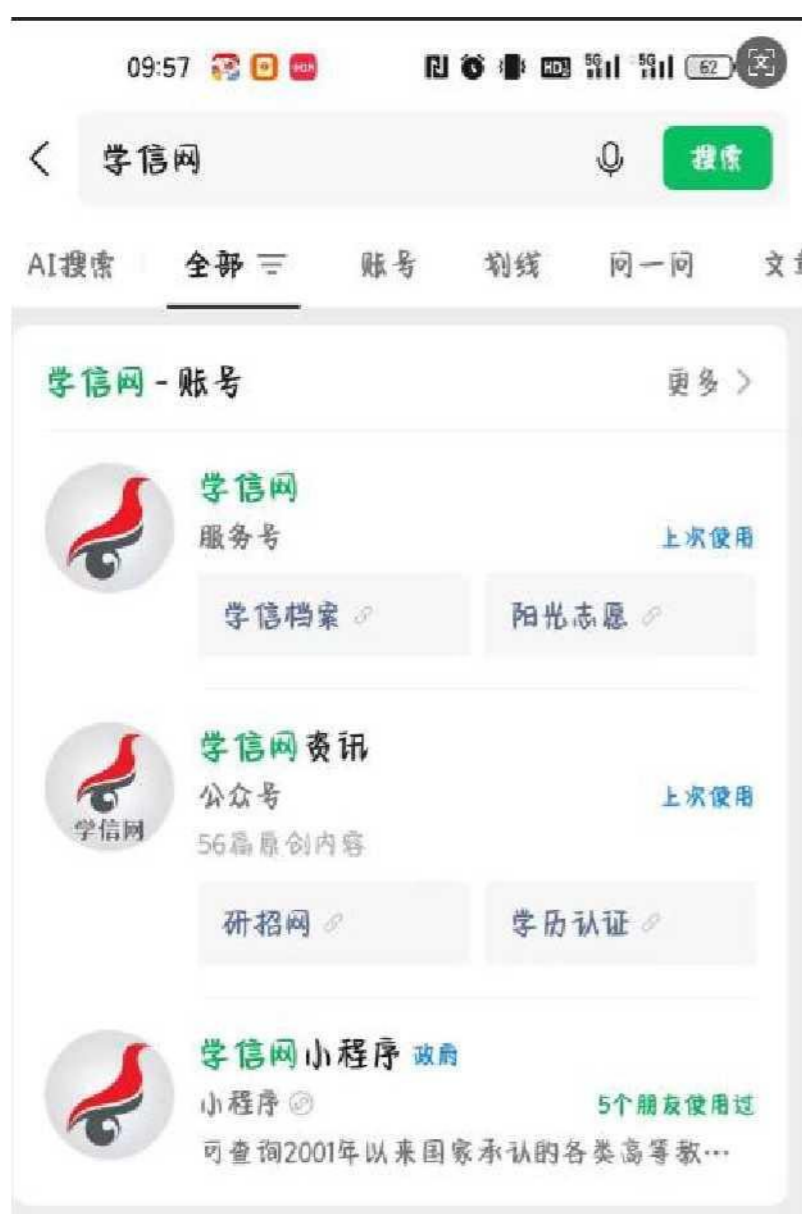 09:57 62
学信网 搜索
AI搜索 全部 账号 划线 问一问 文章
学信网 - 账号 更多
学信网
服务号 上次使用
学信档案 阳光志愿
学信网资讯
学信网 公众号 上次使用
56篇原创内容
研招网 学历认证
学信网小程序 政府
小程序 5个朋友使用过
可查询2001年以来国家承认的各类高等教…